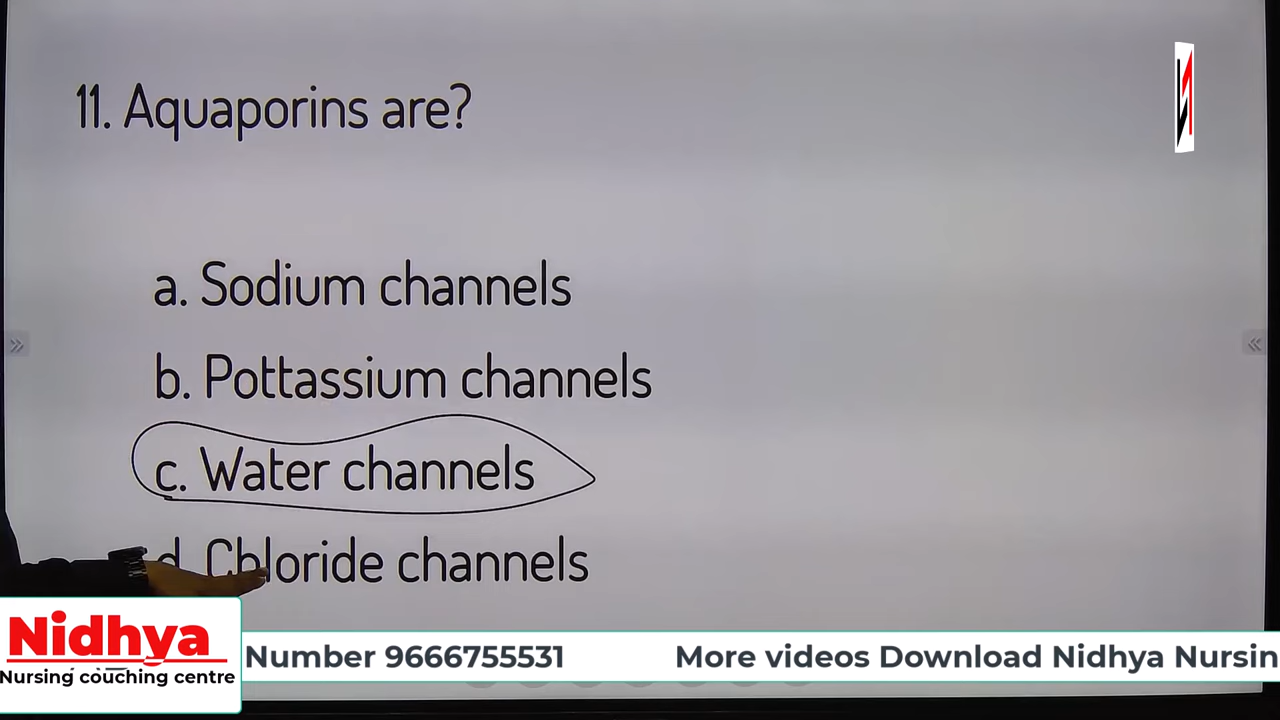 11. Aquaporins are?
a. Sodium channels
b. Pottassium channels
c. Water channels
d. Chloride channels
Nidhya
Nursing couching centre
Number 9666755531
More videos Download Nidhya Nursin